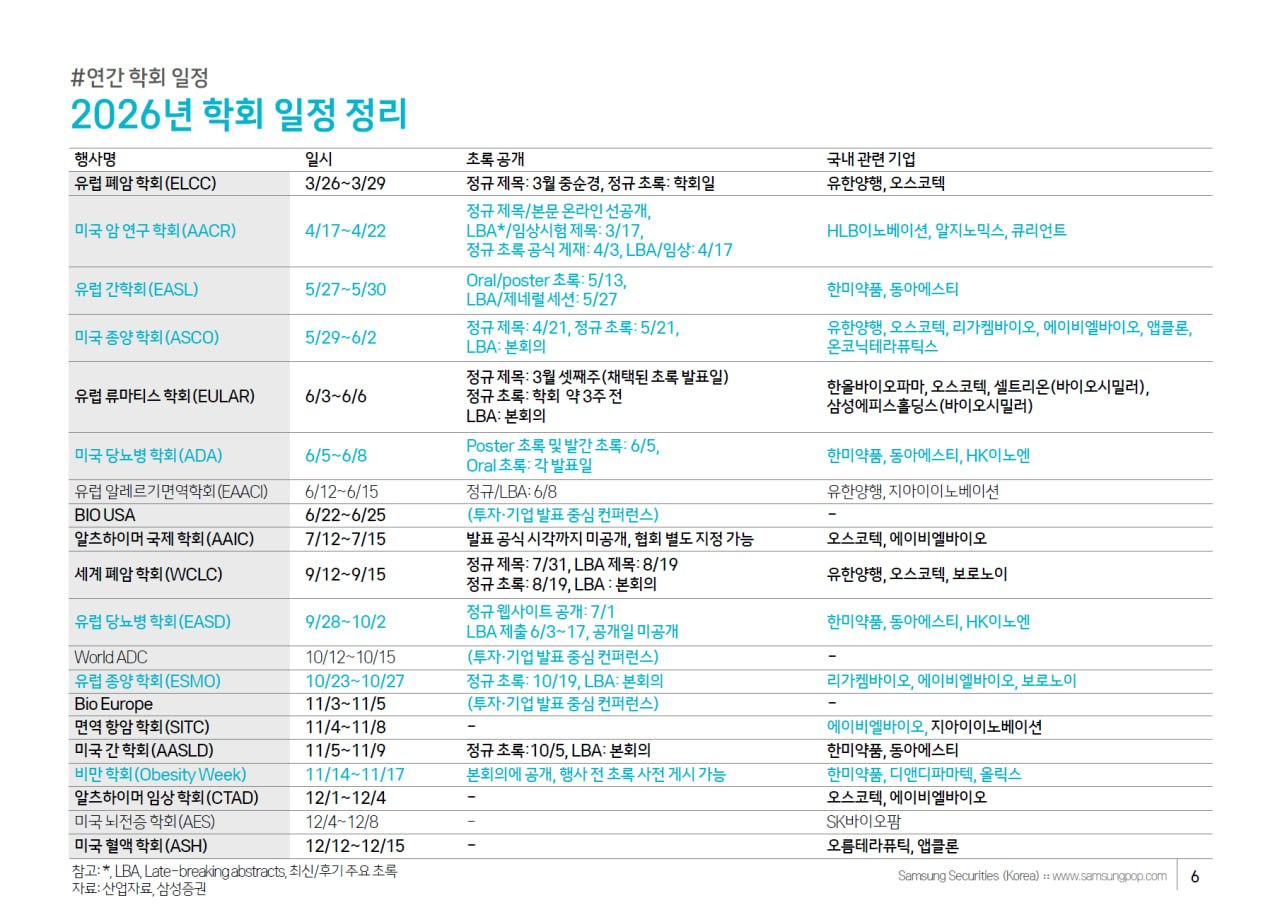 #연간 학회 일정
2026년 학회 일정 정리
행사명 일시 초록 공개 국내 관련 기업
유럽 폐암 학회(ELCC) 3/26~3/29 정규 제목: 3월 중순경, 정규 초록: 학회일 유한양행, 오스코텍
정규 제목/본문 온라인 선공개,
미국 암 연구 학회(AACR) 4/17~4/22 LBA*/임상시험 제목: 3/17, HLB이노베이션, 알지노믹스, 큐리언트
정규 초록 공식 게재: 4/3, LBA/임상: 4/17
유럽 간학회(EASL) 5/27~5/30 Oral/poster 초록: 5/13, 한미약품, 동아에스티
LBA/제네럴 세션: 5/27
미국 종양 학회(ASCO) 5/29~6/2 정규 제목: 4/21, 정규 초록: 5/21, 유한양행, 오스코텍, 리가켐바이오, 에이비엘바이오, 앱클론,
LBA: 본회의 온코닉테라퓨틱스
정규 제목: 3월 셋째주(채택된 초록 발표일)
유럽 류마티스 학회(EULAR) 6/3~6/6 정규 초록: 학회 약 3주 전 한올바이오파마, 오스코텍, 셀트리온(바이오시밀러),
LBA: 본회의 삼성에피스홀딩스(바이오시밀러)
미국 당뇨병 학회(ADA) 6/5~6/8 Poster 초록 및 발간 초록: 6/5, 한미약품, 동아에스티, HK이노엔
Oral 초록: 각 발표일
유럽 알레르기면역학회(EAACI) 6/12~6/15 정규/LBA: 6/8 유한양행, 지아이이노베이션
BIO USA 6/22~6/25 (투자·기업 발표 중심 컨퍼런스) -
알츠하이머 국제 학회(AAIC) 7/12~7/15 발표 공식 시각까지 미공개, 협회 별도 지정 가능 오스코텍, 에이비엘바이오
세계 폐암 학회(WCLC) 9/12~9/15 정규 제목: 7/31, LBA 제목: 8/19 유한양행, 오스코텍, 보로노이
정규 초록: 8/19, LBA : 본회의
유럽 당뇨병 학회(EASD) 9/28~10/2 정규 웹사이트 공개: 7/1 한미약품, 동아에스티, HK이노엔
LBA 제출 6/3~17, 공개일 미공개
World ADC 10/12~10/15 (투자·기업 발표 중심 컨퍼런스) -
유럽 종양 학회(ESMO) 10/23~10/27 정규 초록: 10/19, LBA: 본회의 리가켐바이오, 에이비엘바이오, 보로노이
Bio Europe 11/3~11/5 (투자·기업 발표 중심 컨퍼런스) -
면역 항암 학회(SITC) 11/4~11/8 - 에이비엘바이오, 지아이이노베이션
미국 간 학회(AASLD) 11/5~11/9 정규 초록:10/5, LBA: 본회의 한미약품, 동아에스티
비만 학회(Obesity Week) 11/14~11/17 본회의에 공개, 행사 전 초록 사전 게시 가능 한미약품, 디앤디파마텍, 올릭스
알츠하이머 임상 학회(CTAD) 12/1~12/4 - 오스코텍, 에이비엘바이오
미국 뇌전증 학회(AES) 12/4~12/8 - SK바이오팜
미국 혈액 학회(ASH) 12/12~12/15 - 오름테라퓨틱, 앱클론
참고: *, LBA, Late-breaking abstracts, 최신/후기 주요 초록
자료: 산업자료, 삼성증권
Samsung Securities (Korea) :: www.samsungpop.com 6